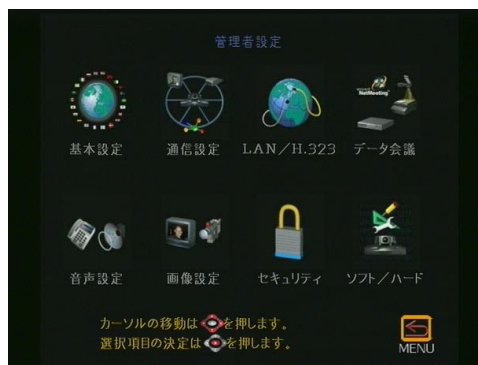 管理者設定
基本設定
通信設定
LAN／H.323
NetMeeting
データ会議
音声設定
画像設定
セキュリティ
ソフト／ハード
カーソルの移動は を押します。
選択項目の決定は を押します。
MENU